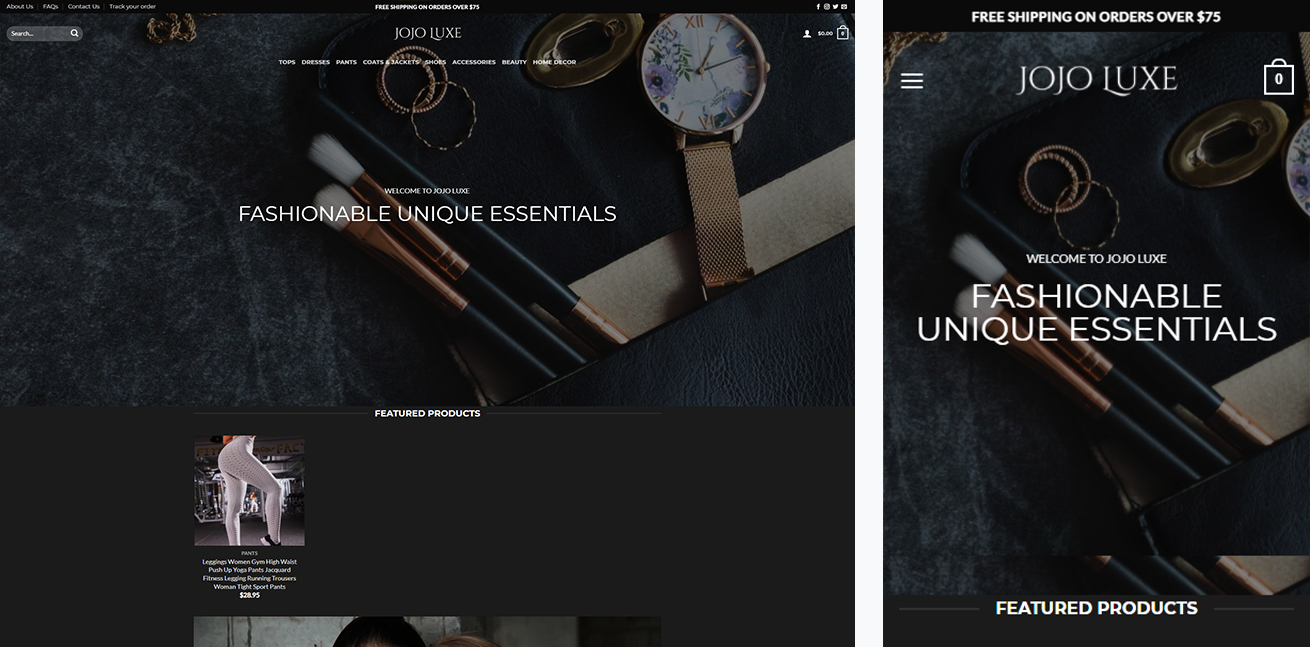 About Us
FAQs
Contact Us
Track your order
FREE SHIPPING ON ORDERS OVER $75
Search...
JOJO LUXE
$0.00
0
TOPS DRESSES PANTS COATS & JACKETS SHOES ACCESSORIES BEAUTY HOME DECOR
WELCOME TO JOJO LUXE
FASHIONABLE UNIQUE ESSENTIALS
FEATURED PRODUCTS
PANTS
Leggings Women Gym High Waist
Push Up Yoga Pants Jacquard
Fitness Legging Running Trousers
Woman Tight Sport Pants
$28.95
FREE SHIPPING ON ORDERS OVER $75
JOJO LUXE
0
WELCOME TO JOJO LUXE
FASHIONABLE
UNIQUE ESSENTIALS
FEATURED PRODUCTS